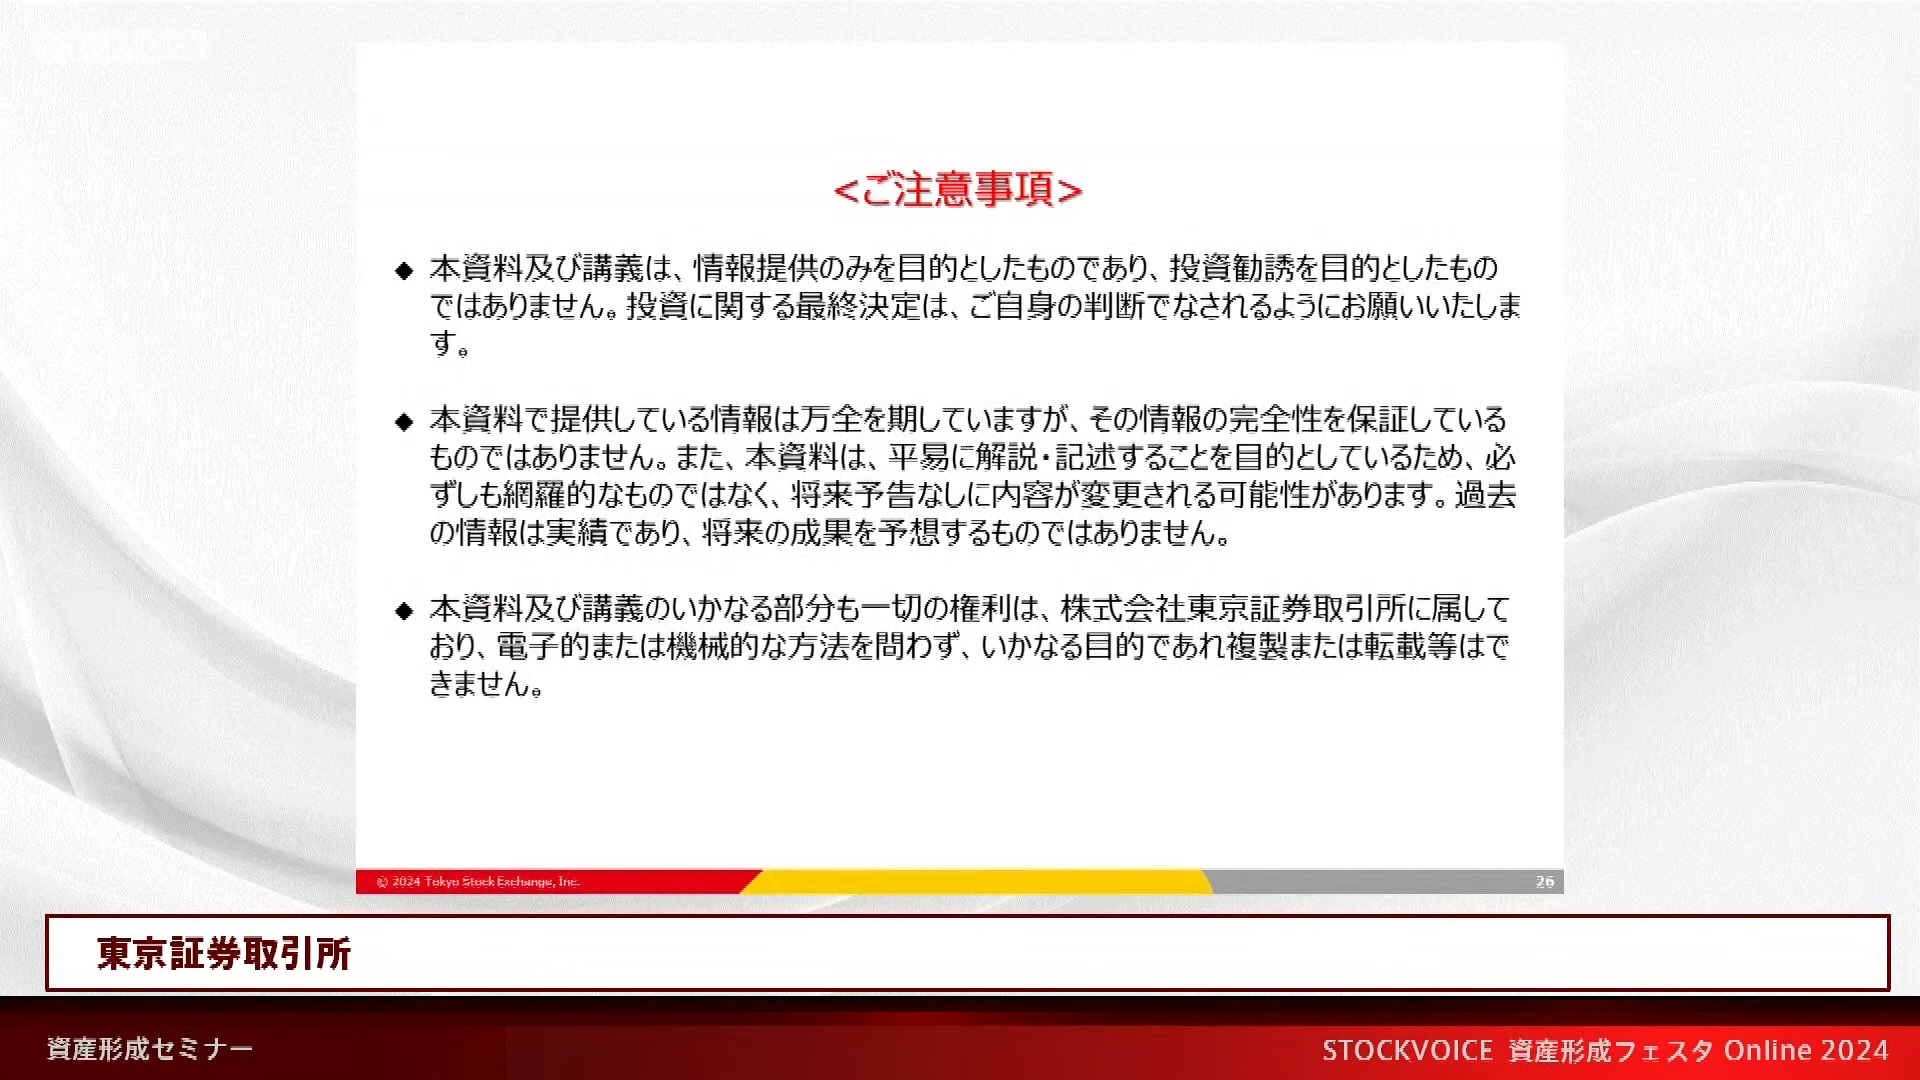 <ご注意事項>
◆ 本資料及び講義は、情報提供のみを目的としたものであり、投資勧誘を目的としたもの
ではありません。投資に関する最終決定は、ご自身の判断でなされるようにお願いいたしま
す。
◆ 本資料で提供している情報は万全を期していますが、その情報の完全性を保証している
ものではありません。また、本資料は、平易に解説・記述することを目的としているため、必
ずしも網羅的なものではなく、将来予告なしに内容が変更される可能性があります。過去
の情報は実績であり、将来の成果を予想するものではありません。
◆ 本資料及び講義のいかなる部分も一切の権利は、株式会社東京証券取引所に属して
おり、電子的または機械的な方法を問わず、いかなる目的であれ複製または転載等はで
きません。
© 2024 Tokyo Stock Exchange, Inc.
26
東京証券取引所
資産形成セミナー
STOCKVOICE 資産形成フェスタ Online 2024